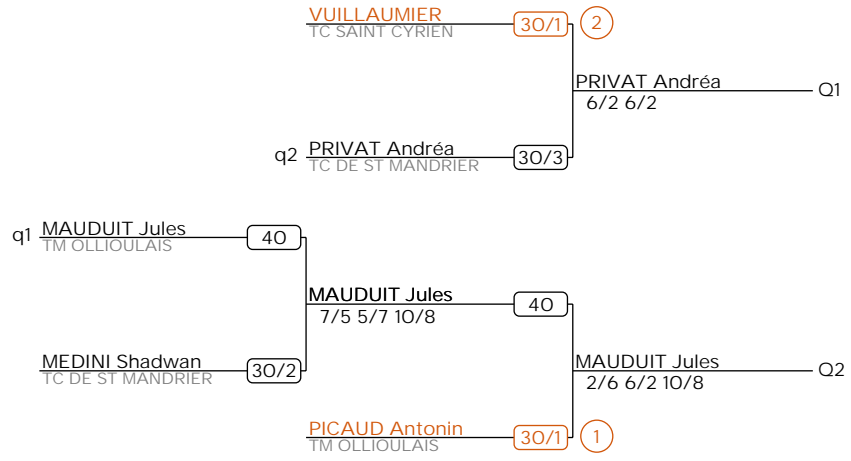 VUILLAUMIER 30/1 2
TC SAINT CYRIEN
PRIVAT Andréa Q1
6/2 6/2
q2 PRIVAT Andréa 30/3
TC DE ST MANDRIER
q1 MAUDUIT Jules 40
TM OLLIOULAIS
MAUDUIT Jules 40
7/5 5/7 10/8
MEDINI Shadwan 30/2
TC DE ST MANDRIER
MAUDUIT Jules Q2
2/6 6/2 10/8
PICAUD Antonin 30/1 1
TM OLLIOULAIS